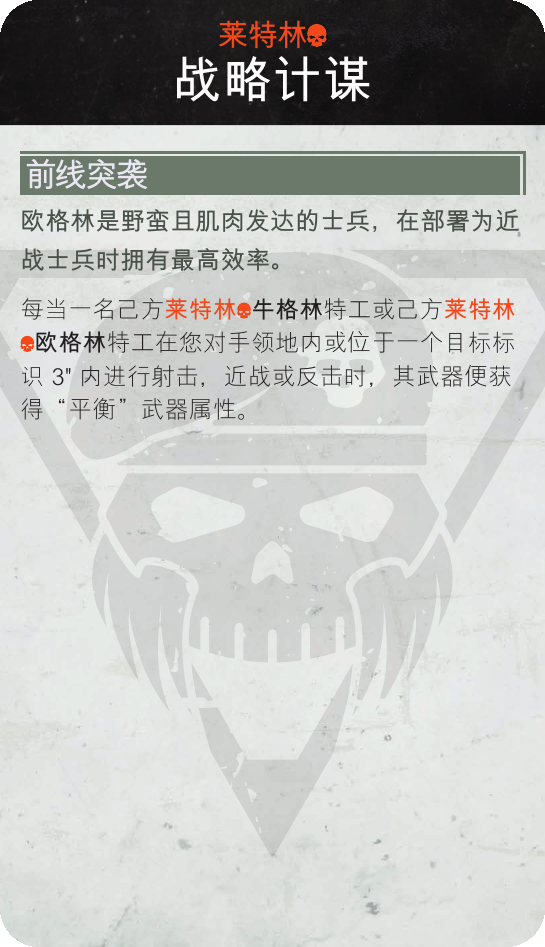 莱特林
战略计谋
前线突袭
欧格林是野蛮且肌肉发达的士兵，在部署为近
战士兵时拥有最高效率。
每当一名己方莱特林牛格林特工或己方莱特林
欧格林特工在您对手领地内或位于一个目标标
识 3" 内进行射击，近战或反击时，其武器便获
得“平衡”武器属性。